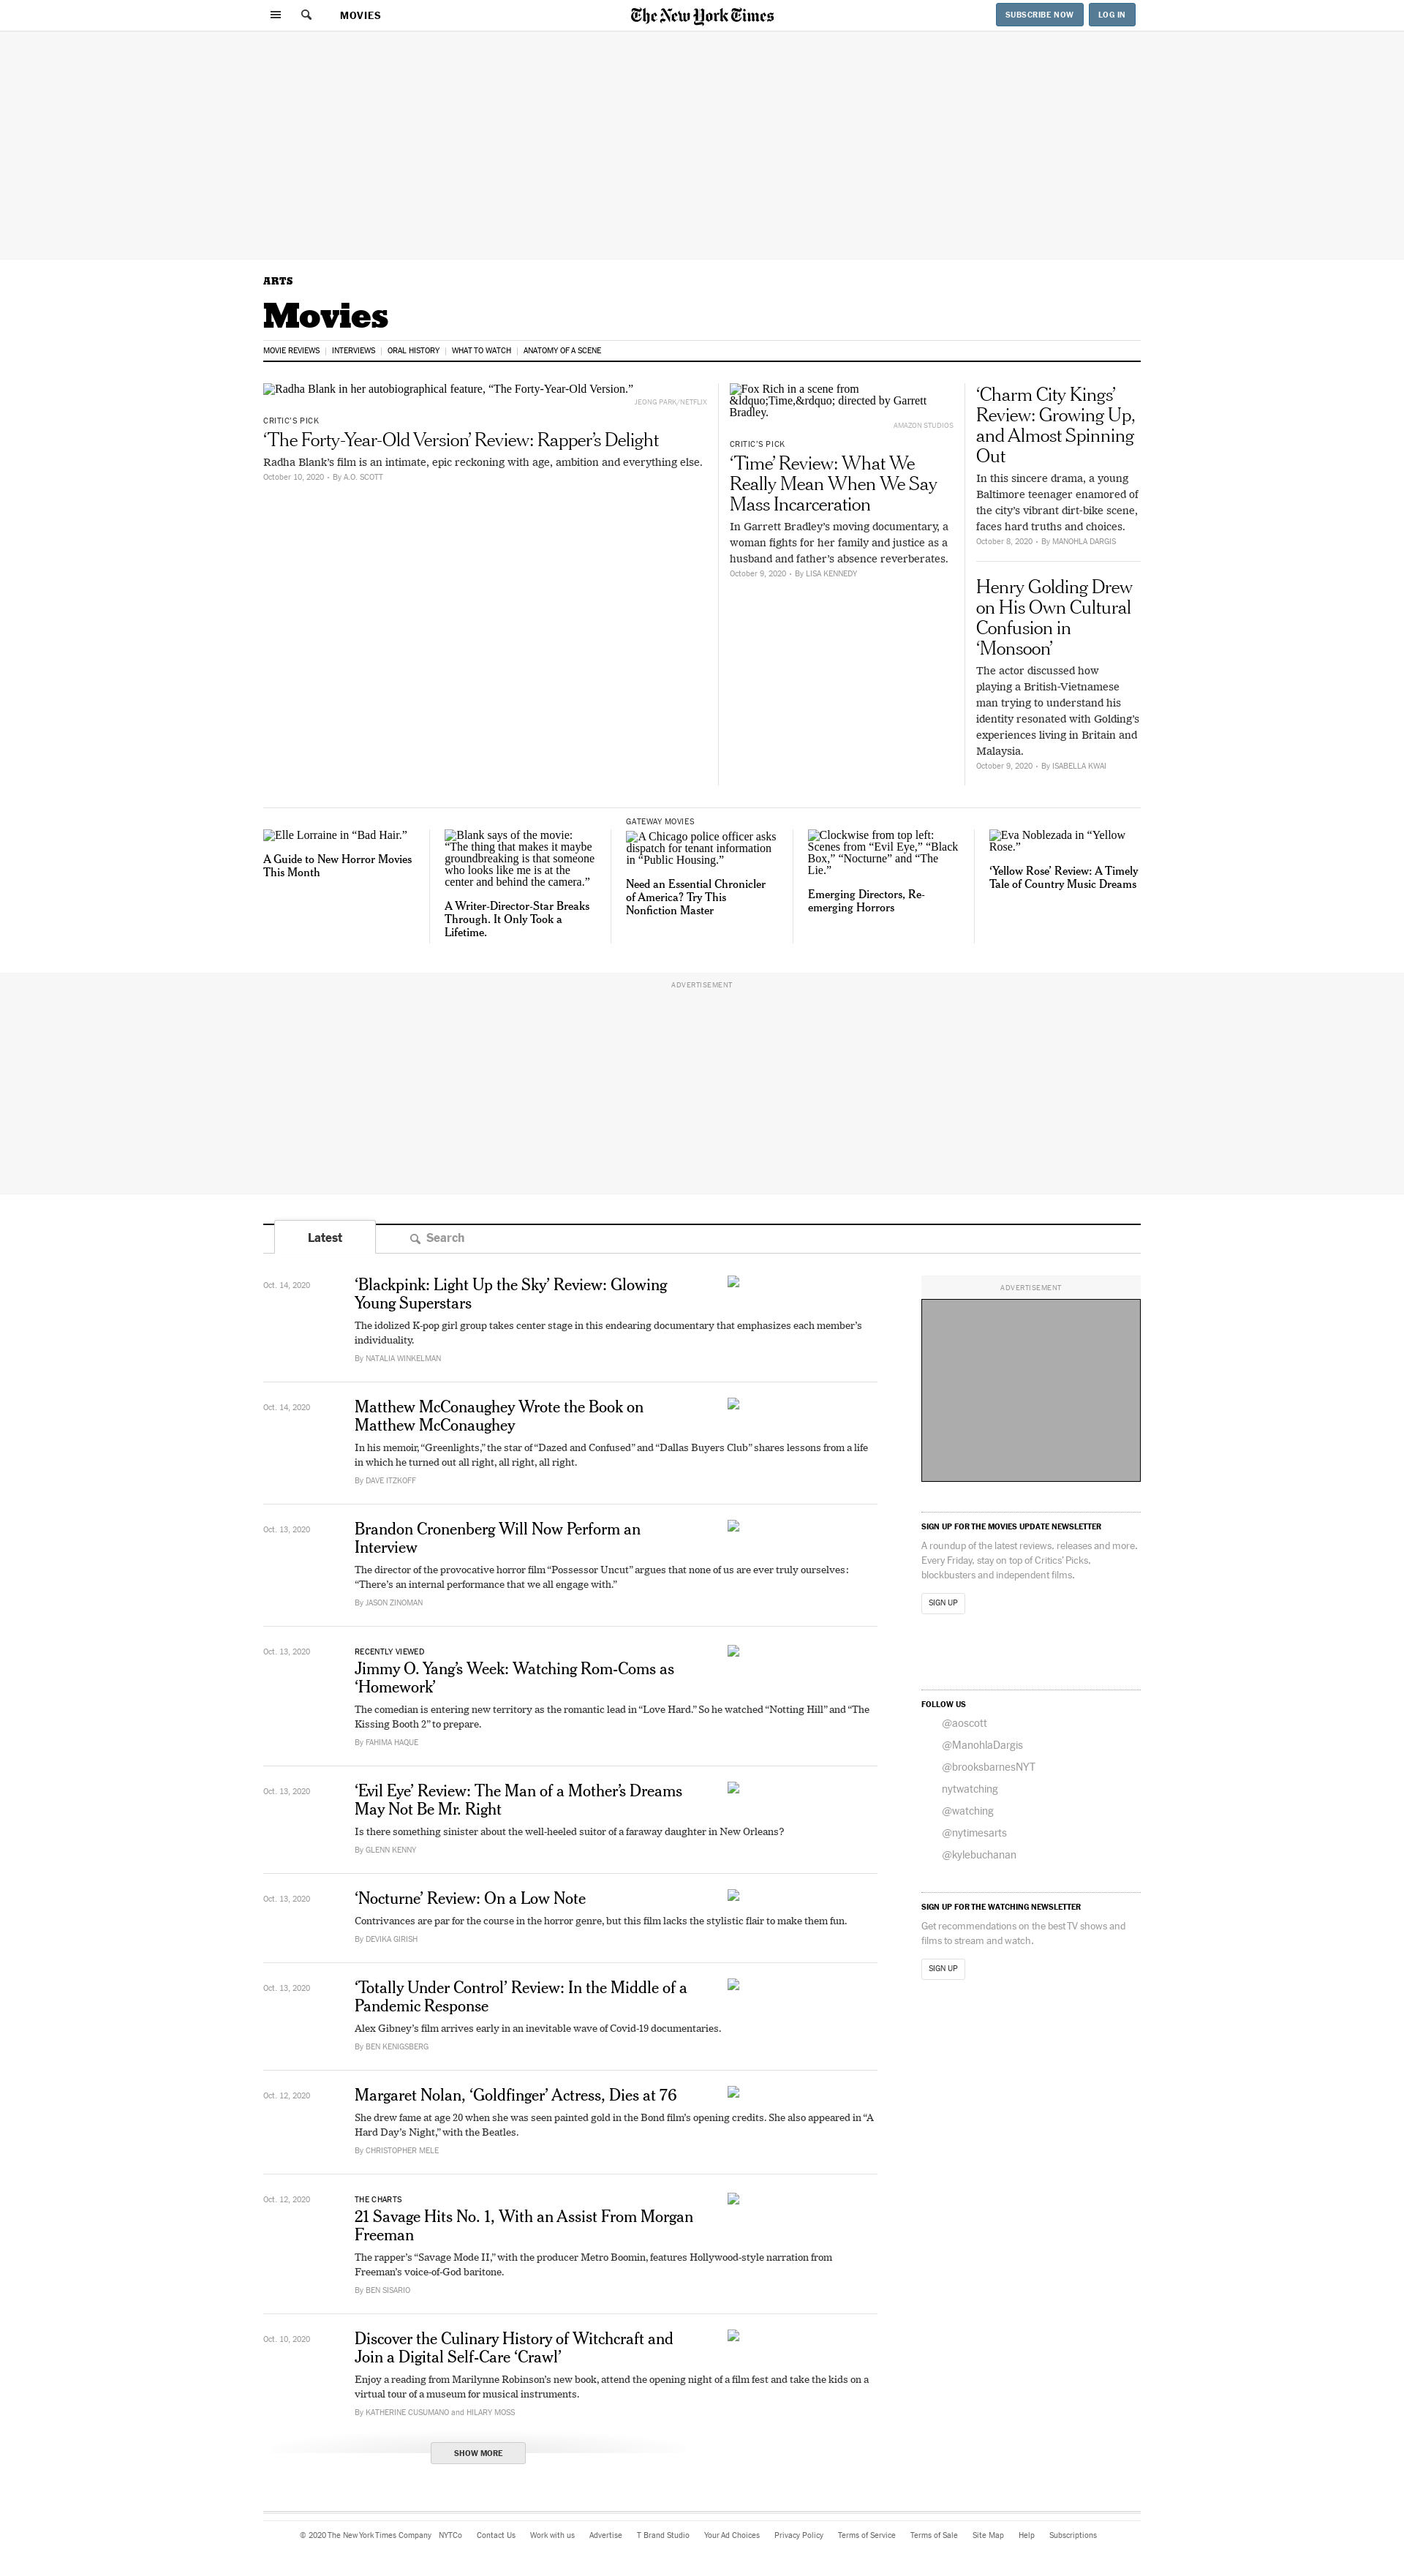 MOVIES
The New York Times
SUBSCRIBE NOW
LOG IN
ARTS
Movies
MOVIE REVIEWS
INTERVIEWS
ORAL HISTORY
WHAT TO WATCH
ANATOMY OF A SCENE
Radha Blank in her autobiographical feature, “The Forty-Year-Old Version.”
JEONG PARK/NETFLIX
CRITIC’S PICK
‘The Forty-Year-Old Version’ Review: Rapper’s Delight
Radha Blank’s film is an intimate, epic reckoning with age, ambition and everything else.
October 10, 2020 • By A.O. SCOTT
Fox Rich in a scene from
&ldquo;Time,&rdquo; directed by Garrett
Bradley.
AMAZON STUDIOS
CRITIC’S PICK
‘Time’ Review: What We
Really Mean When We Say
Mass Incarceration
In Garrett Bradley’s moving documentary, a
woman fights for her family and justice as a
husband and father’s absence reverberates.
October 9, 2020 • By LISA KENNEDY
‘Charm City Kings’
Review: Growing Up,
and Almost Spinning
Out
In this sincere drama, a young
Baltimore teenager enamored of
the city’s vibrant dirt-bike scene,
faces hard truths and choices.
October 8, 2020 • By MANOHLA DARGIS
Henry Golding Drew
on His Own Cultural
Confusion in
‘Monsoon’
The actor discussed how
playing a British-Vietnamese
man trying to understand his
identity resonated with Golding’s
experiences living in Britain and
Malaysia.
October 9, 2020 • By ISABELLA KWAI
Elle Lorraine in “Bad Hair.”
A Guide to New Horror Movies
This Month
Blank says of the movie:
“The thing that makes it maybe
groundbreaking is that someone
who looks like me is at the
center and behind the camera.”
A Writer-Director-Star Breaks
Through. It Only Took a
Lifetime.
GATEWAY MOVIES
A Chicago police officer asks
dispatch for tenant information
in “Public Housing.”
Need an Essential Chronicler
of America? Try This
Nonfiction Master
Clockwise from top left:
Scenes from “Evil Eye,” “Black
Box,” “Nocturne” and “The
Lie.”
Emerging Directors, Re-
emerging Horrors
Eva Noblezada in “Yellow
Rose.”
‘Yellow Rose’ Review: A Timely
Tale of Country Music Dreams
ADVERTISEMENT
Latest
Search
Oct. 14, 2020
‘Blackpink: Light Up the Sky’ Review: Glowing
Young Superstars
The idolized K-pop girl group takes center stage in this endearing documentary that emphasizes each member’s
individuality.
By NATALIA WINKELMAN
Oct. 14, 2020
Matthew McConaughey Wrote the Book on
Matthew McConaughey
In his memoir, “Greenlights,” the star of “Dazed and Confused” and “Dallas Buyers Club” shares lessons from a life
in which he turned out all right, all right, all right.
By DAVE ITZKOFF
Oct. 13, 2020
Brandon Cronenberg Will Now Perform an
Interview
The director of the provocative horror film “Possessor Uncut” argues that none of us are ever truly ourselves:
“There’s an internal performance that we all engage with.”
By JASON ZINOMAN
Oct. 13, 2020
RECENTLY VIEWED
Jimmy O. Yang’s Week: Watching Rom-Coms as
‘Homework’
The comedian is entering new territory as the romantic lead in “Love Hard.” So he watched “Notting Hill” and “The
Kissing Booth 2” to prepare.
By FAHIMA HAQUE
Oct. 13, 2020
‘Evil Eye’ Review: The Man of a Mother’s Dreams
May Not Be Mr. Right
Is there something sinister about the well-heeled suitor of a faraway daughter in New Orleans?
By GLENN KENNY
Oct. 13, 2020
‘Nocturne’ Review: On a Low Note
Contrivances are par for the course in the horror genre, but this film lacks the stylistic flair to make them fun.
By DEVIKA GIRISH
Oct. 13, 2020
‘Totally Under Control’ Review: In the Middle of a
Pandemic Response
Alex Gibney’s film arrives early in an inevitable wave of Covid-19 documentaries.
By BEN KENIGSBERG
Oct. 12, 2020
Margaret Nolan, ‘Goldfinger’ Actress, Dies at 76
She drew fame at age 20 when she was seen painted gold in the Bond film’s opening credits. She also appeared in “A
Hard Day’s Night,” with the Beatles.
By CHRISTOPHER MELE
Oct. 12, 2020
THE CHARTS
21 Savage Hits No. 1, With an Assist From Morgan
Freeman
The rapper’s “Savage Mode II,” with the producer Metro Boomin, features Hollywood-style narration from
Freeman’s voice-of-God baritone.
By BEN SISARIO
Oct. 10, 2020
Discover the Culinary History of Witchcraft and
Join a Digital Self-Care ‘Crawl’
Enjoy a reading from Marilynne Robinson’s new book, attend the opening night of a film fest and take the kids on a
virtual tour of a museum for musical instruments.
By KATHERINE CUSUMANO and HILARY MOSS
SHOW MORE
ADVERTISEMENT
SIGN UP FOR THE MOVIES UPDATE NEWSLETTER
A roundup of the latest reviews, releases and more.
Every Friday, stay on top of Critics’ Picks,
blockbusters and independent films.
SIGN UP
FOLLOW US
@aoscott
@ManohlaDargis
@brooksbarnesNYT
nytwatching
@watching
@nytimesarts
@kylebuchanan
SIGN UP FOR THE WATCHING NEWSLETTER
Get recommendations on the best TV shows and
films to stream and watch.
SIGN UP
© 2020 The New York Times Company NYTCo Contact Us Work with us Advertise T Brand Studio Your Ad Choices Privacy Policy Terms of Service Terms of Sale Site Map Help Subscriptions